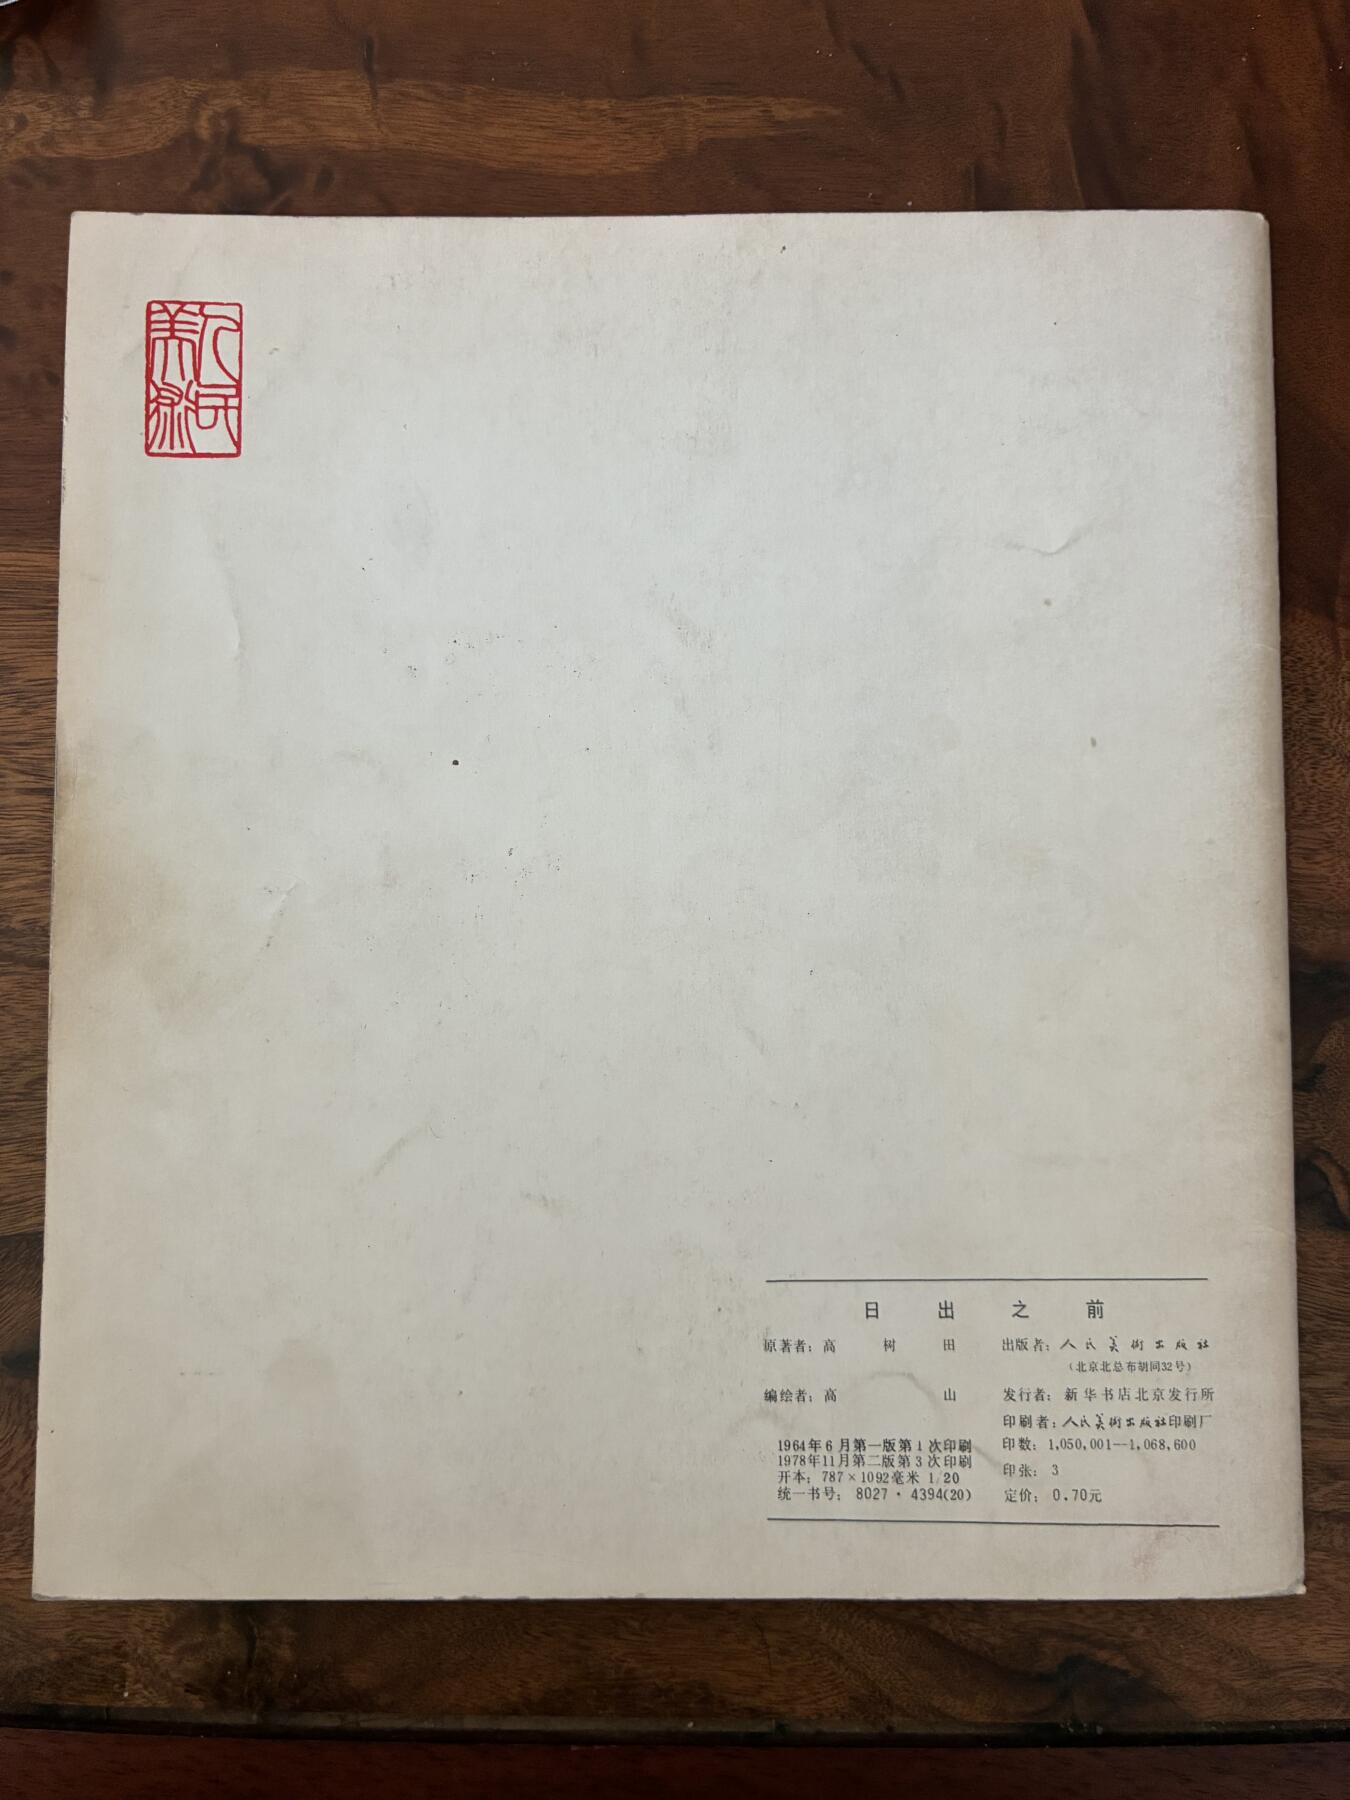 人民
美术
日出之前
原著者：高树田
编绘者：高山
1964年6月第一版第1次印刷
1978年11月第二版第3次印刷
开本：787×1092毫米 1/20
统一书号：8027·4394(20)
出版者：人民美術出版社
（北京北总布胡同32号）
发行者：新华书店北京发行所
印刷者：人民美術出版社印刷厂
印数：1,050,001—1,068,600
印张：3
定价：0.70元